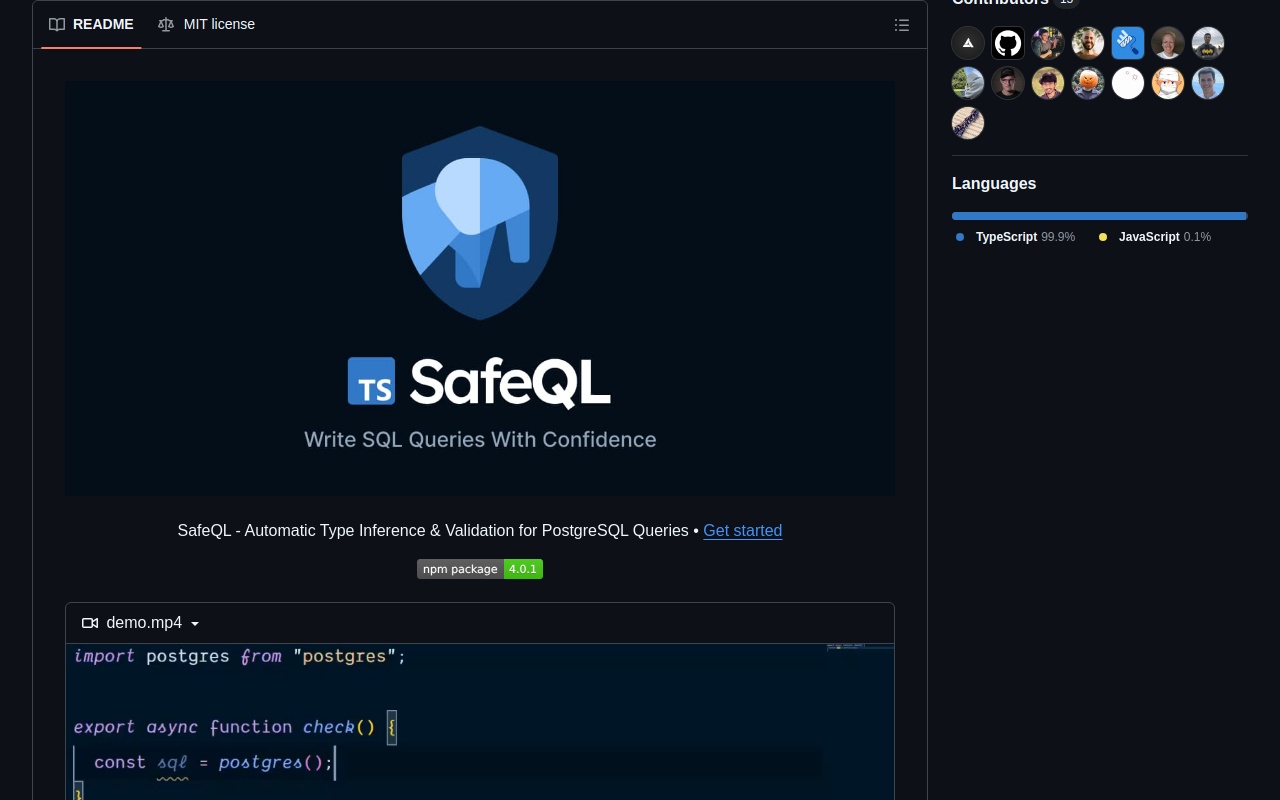 README
MIT license
Contributors 15
TS SafeQL
Write SQL Queries With Confidence
SafeQL - Automatic Type Inference & Validation for PostgreSQL Queries • Get started
npm package 4.0.1
demo.mp4
import postgres from "postgres";
export async function check() {
const sql = postgres();
}
Languages
TypeScript 99.9%
JavaScript 0.1%